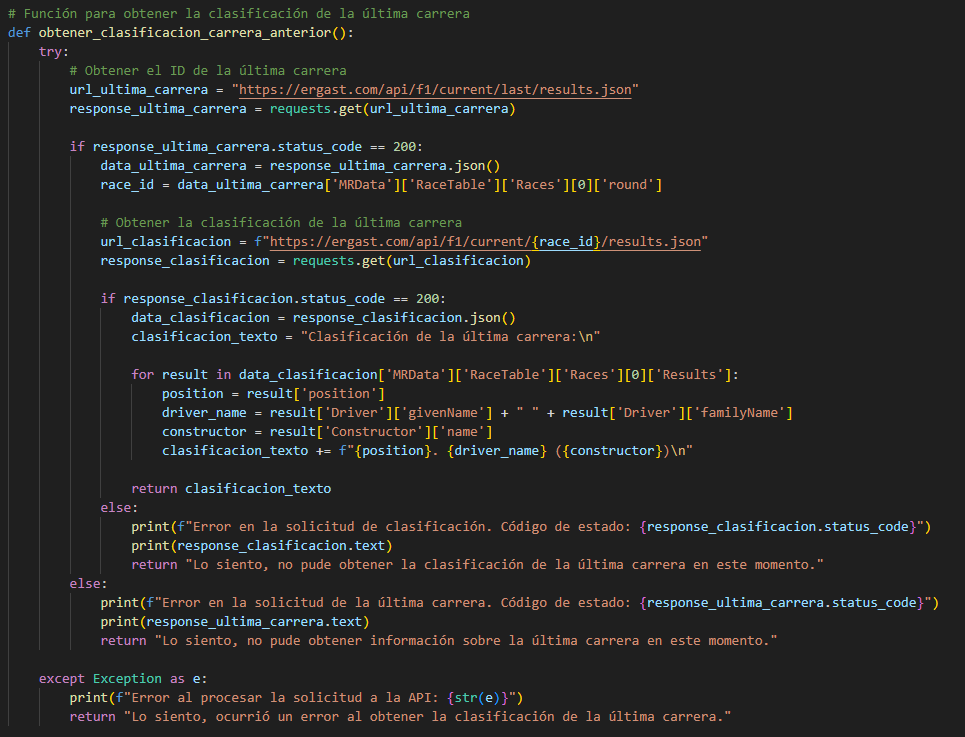 # Función para obtener la clasificación de la última carrera
def obtener_clasificacion_carrera_anterior():
    try:
        # Obtener el ID de la última carrera
        url_ultima_carrera = "https://ergast.com/api/f1/current/last/results.json"
        response_ultima_carrera = requests.get(url_ultima_carrera)

        if response_ultima_carrera.status_code == 200:
            data_ultima_carrera = response_ultima_carrera.json()
            race_id = data_ultima_carrera['MRData']['RaceTable']['Races'][0]['round']

            # Obtener la clasificación de la última carrera
            url_clasificacion = f"https://ergast.com/api/f1/current/{race_id}/results.json"
            response_clasificacion = requests.get(url_clasificacion)

            if response_clasificacion.status_code == 200:
                data_clasificacion = response_clasificacion.json()
                clasificacion_texto = "Clasificación de la última carrera:\n"

                for result in data_clasificacion['MRData']['RaceTable']['Races'][0]['Results']:
                    position = result['position']
                    driver_name = result['Driver']['givenName'] + " " + result['Driver']['familyName']
                    constructor = result['Constructor']['name']
                    clasificacion_texto += f"{position}. {driver_name} ({constructor})\n"

                return clasificacion_texto
            else:
                print(f"Error en la solicitud de clasificación. Código de estado: {response_clasificacion.status_code}")
                print(response_clasificacion.text)
                return "Lo siento, no pude obtener la clasificación de la última carrera en este momento."
        else:
            print(f"Error en la solicitud de la última carrera. Código de estado: {response_ultima_carrera.status_code}")
            print(response_ultima_carrera.text)
            return "Lo siento, no pude obtener información sobre la última carrera en este momento."

    except Exception as e:
        print(f"Error al procesar la solicitud a la API: {str(e)}")
        return "Lo siento, ocurrió un error al obtener la clasificación de la última carrera."